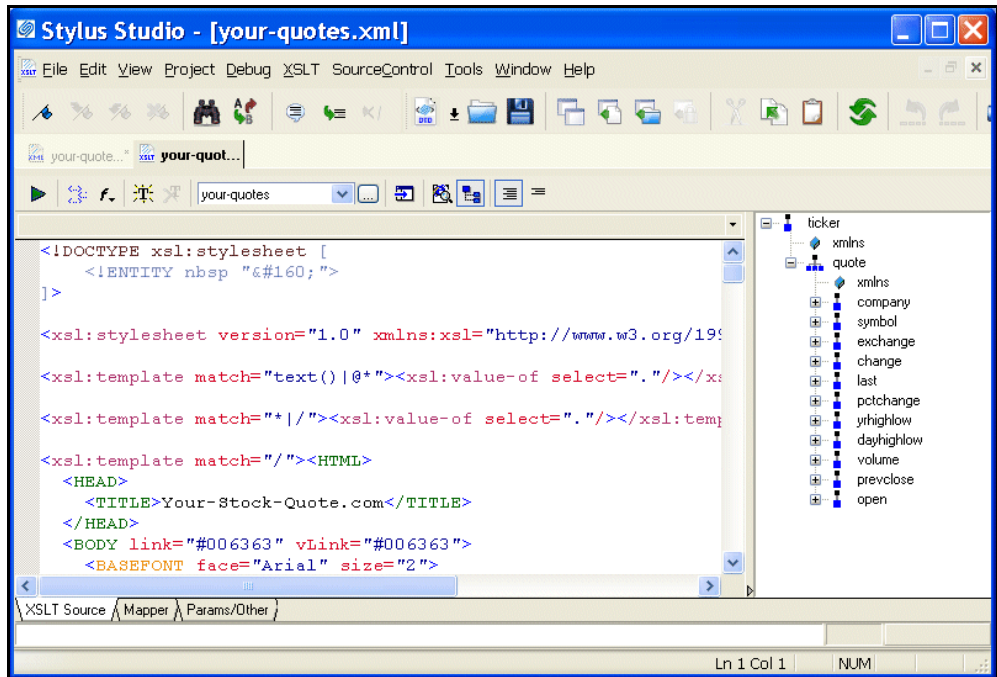 Stylus Studio - [your-quotes.xml]
File Edit View Project Debug XSLT SourceControl Tools Window Help
your-quote...* your-quot...
your-quotes
<!DOCTYPE xsl:stylesheet [
<!ENTITY nbsp "&#160;">
]>
<xsl:stylesheet version="1.0" xmlns:xsl="http://www.w3.org/199
<xsl:template match="text()|@*"><xsl:value-of select="."/></xs
<xsl:template match="*|/"><xsl:value-of select="."/></xsl:temp
<xsl:template match="/"><HTML>
<HEAD>
<TITLE>Your-Stock-Quote.com</TITLE>
</HEAD>
<BODY link="#006363" vLink="#006363">
<BASEFONT face="Arial" size="2">
ticker
xmlns
quote
xmlns
company
symbol
exchange
change
last
pctchange
yrhighlow
dayhighlow
volume
prevclose
open
XSLT Source Mapper Params/Other
Ln 1 Col 1 NUM